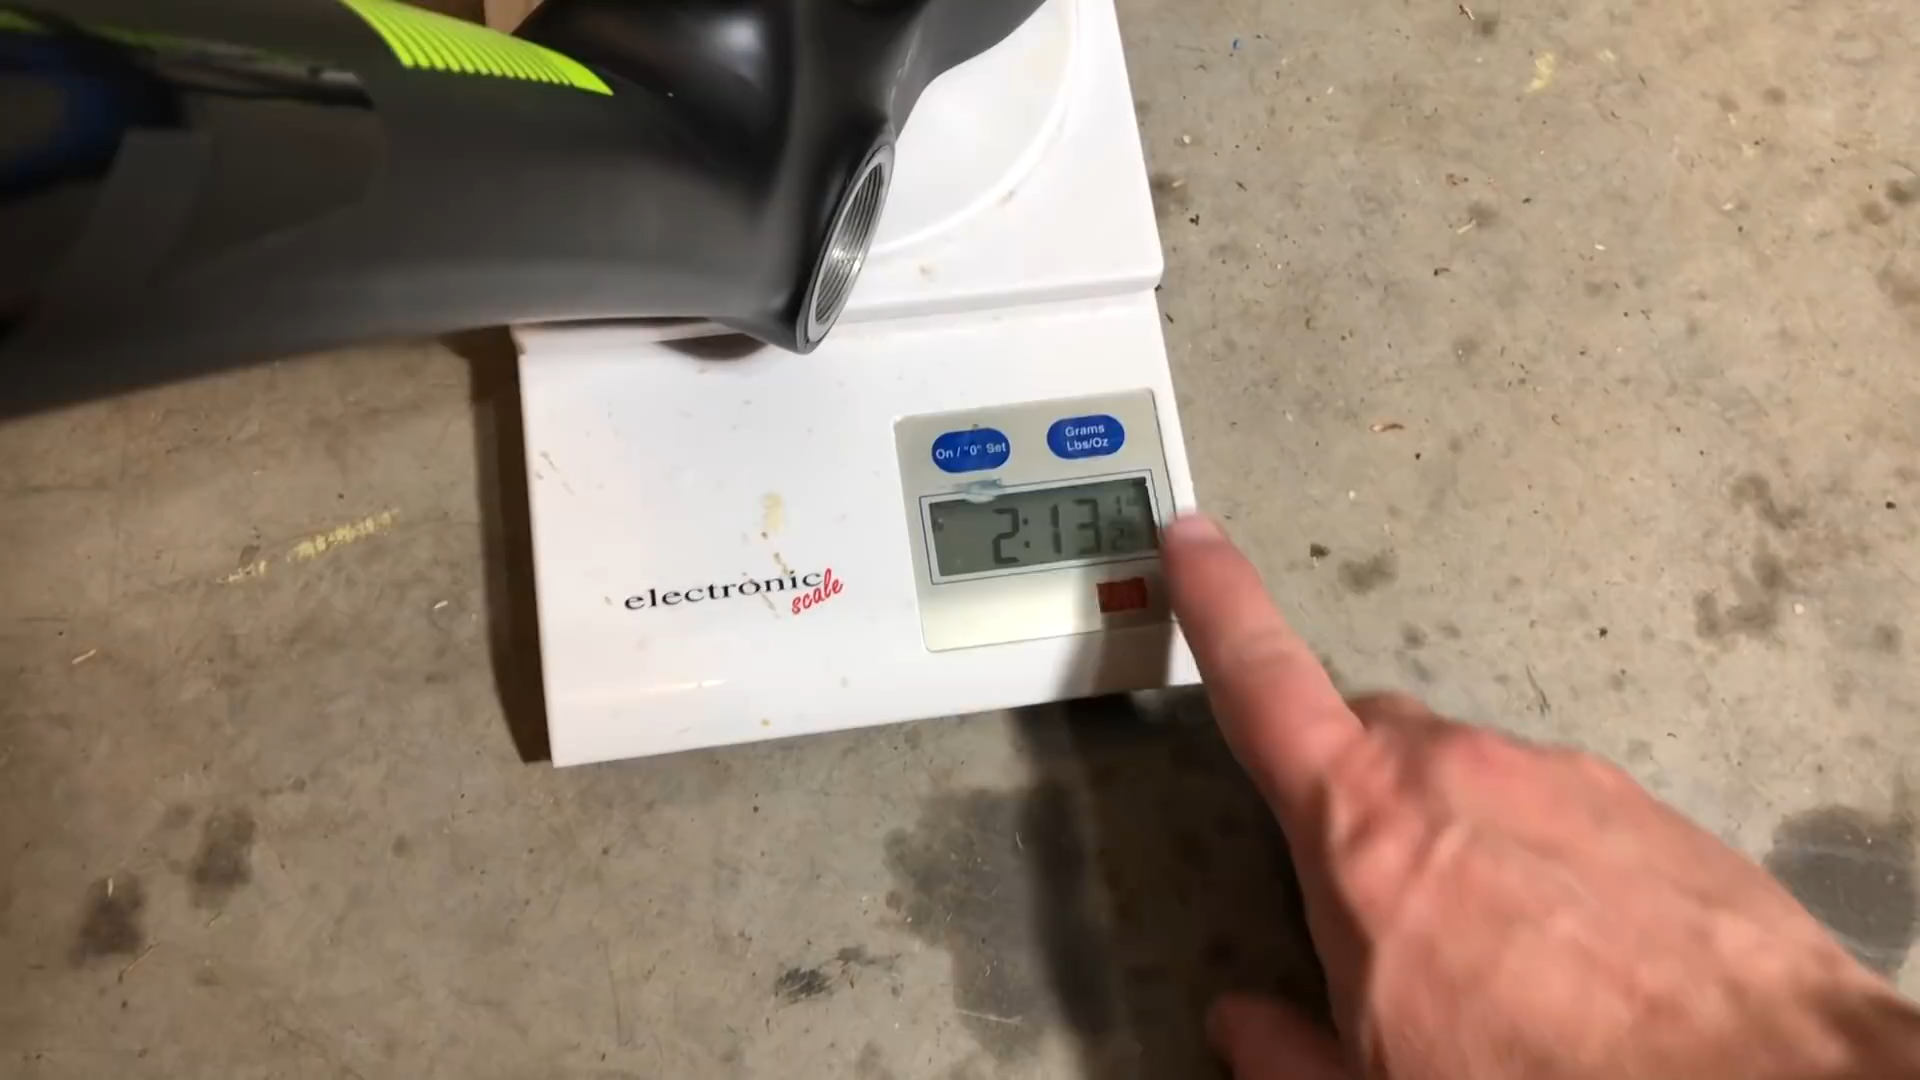 On / "0" Set
Grams
Lbs/Oz
2:13
electronic
scale